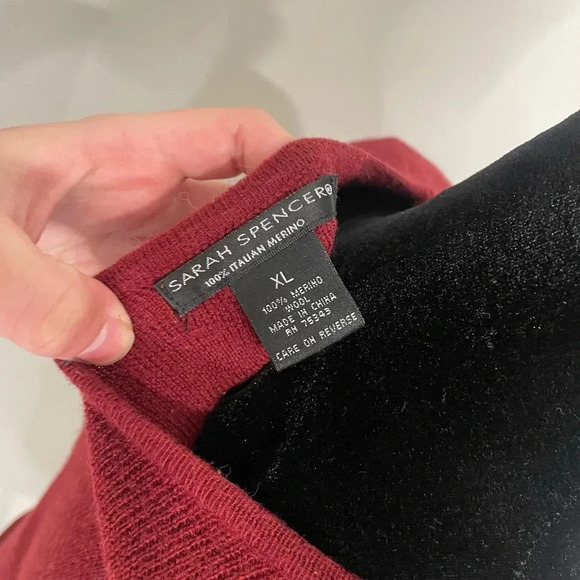 SARAH SPENCER®
100% ITALIAN MERINO
XL
100% MERINO
WOOL
MADE IN CHINA
RN 75343
CARE ON REVERSE